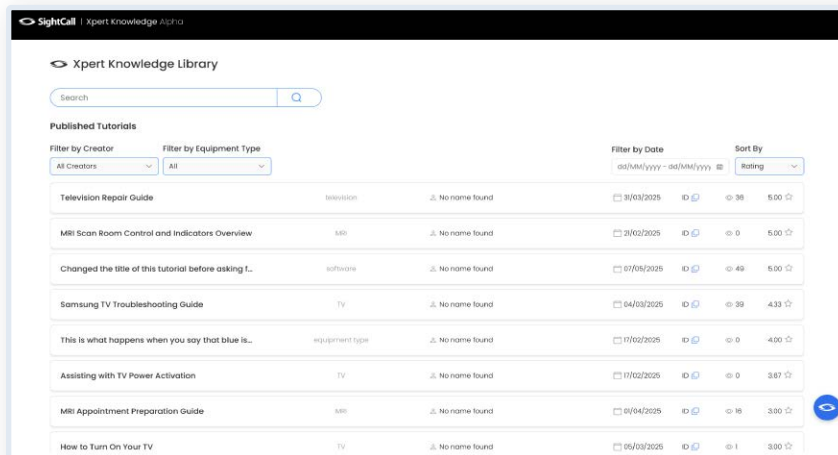 SightCall | Xpert Knowledge Alpha
Xpert Knowledge Library
Search
Published Tutorials
Filter by Creator Filter by Equipment Type Filter by Date Sort By
All Creators All dd/MM/yyyy - dd/MM/yyyy Rating
Television Repair Guide television No name found 31/03/2025 ID 36 5.00
MRI Scan Room Control and Indicators Overview MRI No name found 21/02/2025 ID 0 5.00
Changed the title of this tutorial before asking f... software No name found 07/05/2025 ID 49 5.00
Samsung TV Troubleshooting Guide TV No name found 04/03/2025 ID 39 4.33
This is what happens when you say that blue is... equipment type No name found 17/02/2025 ID 0 4.00
Assisting with TV Power Activation TV No name found 17/02/2025 ID 0 3.67
MRI Appointment Preparation Guide MRI No name found 01/04/2025 ID 16 3.00
How to Turn On Your TV TV No name found 05/03/2025 ID 1 3.00